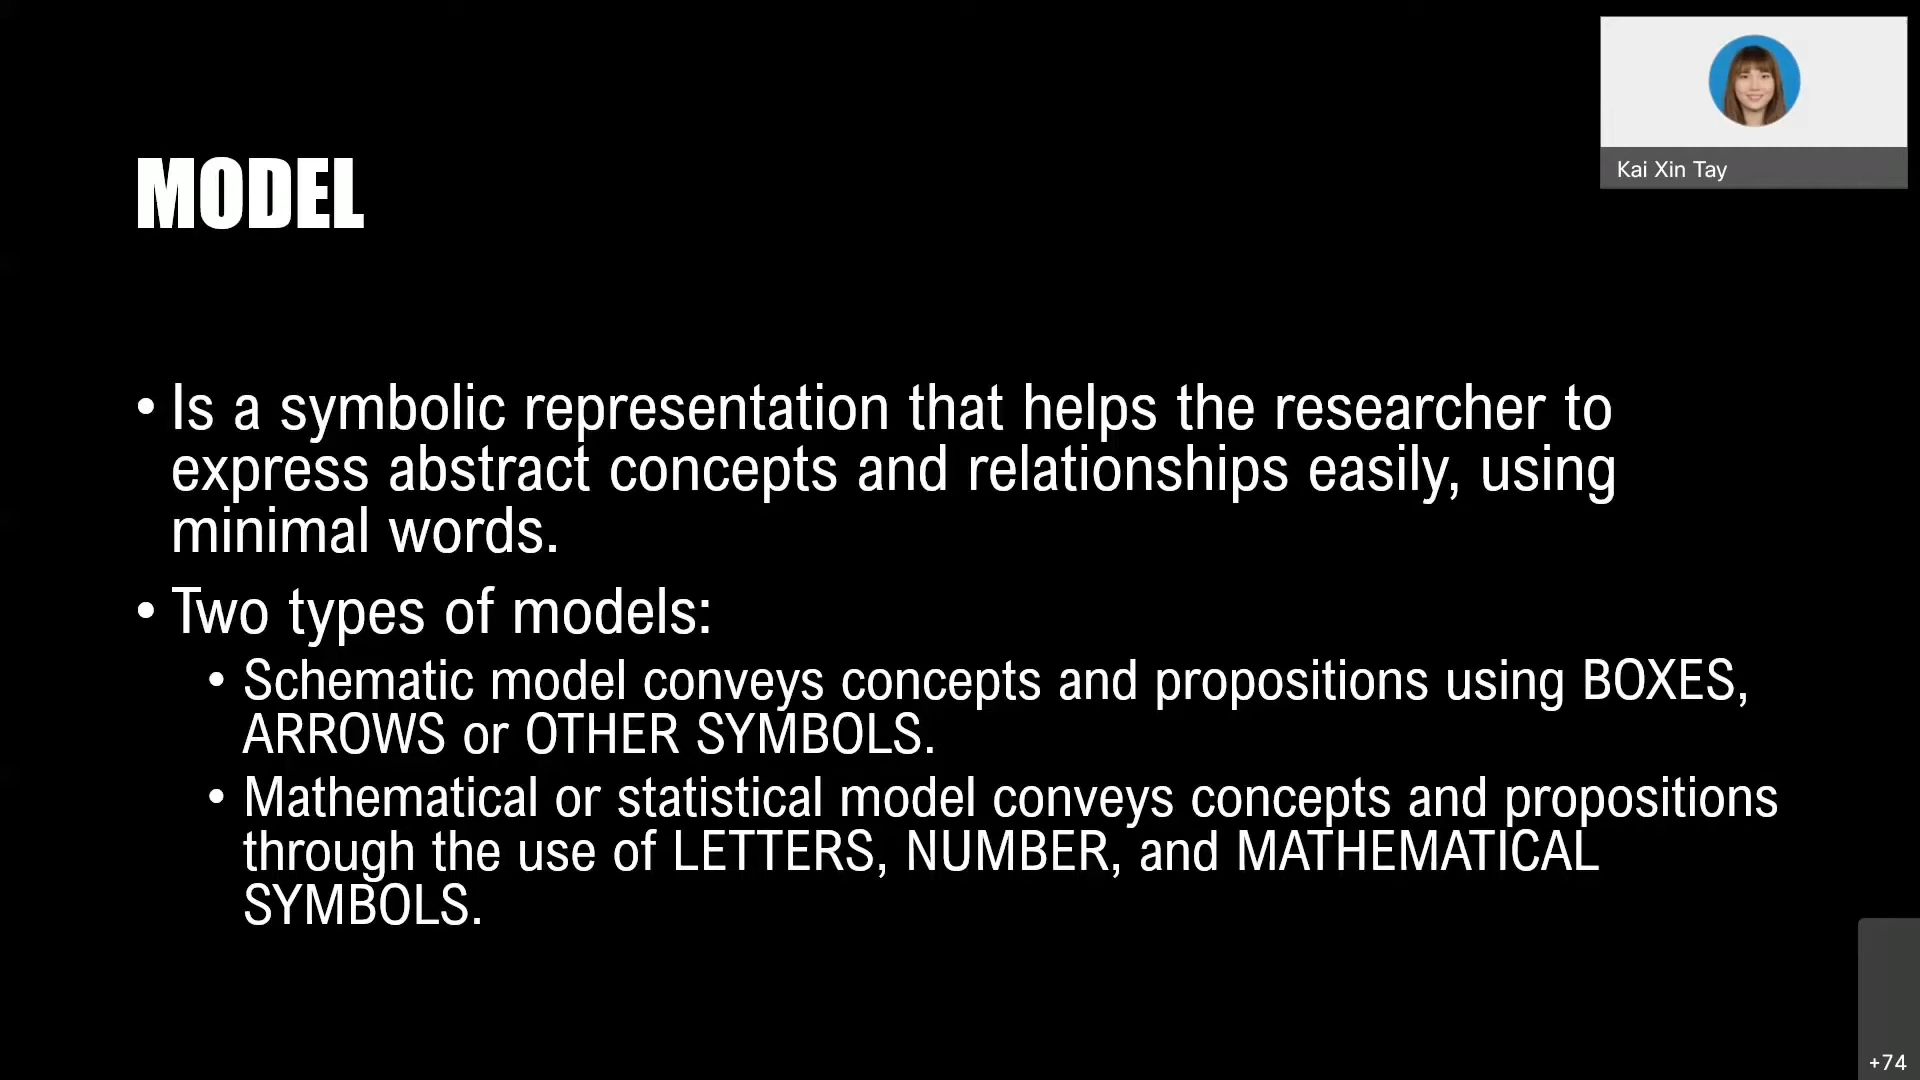 Kai Xin Tay
MODEL
• Is a symbolic representation that helps the researcher to
express abstract concepts and relationships easily, using
minimal words.
• Two types of models:
• Schematic model conveys concepts and propositions using BOXES,
ARROWS or OTHER SYMBOLS.
• Mathematical or statistical model conveys concepts and propositions
through the use of LETTERS, NUMBER, and MATHEMATICAL
SYMBOLS.
+74